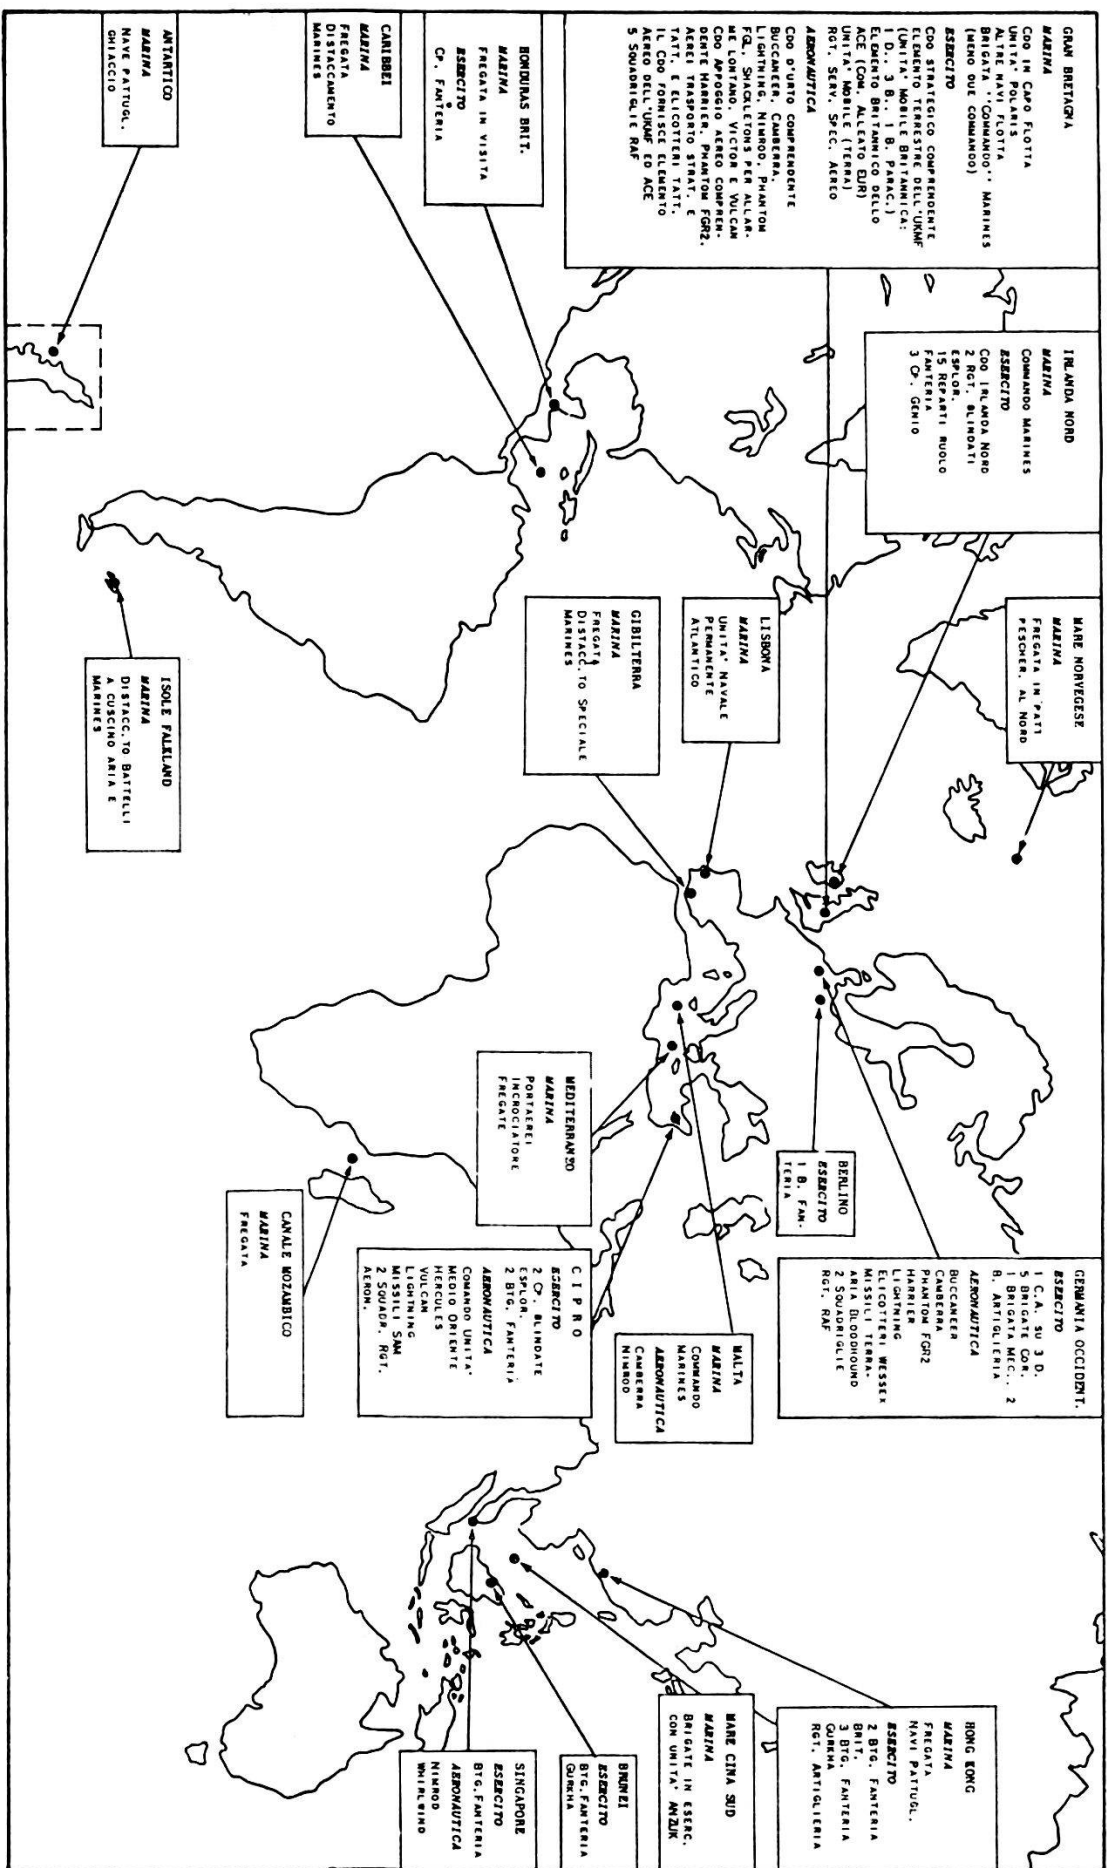 GRAN BRETAGNA
MARINA
CDO IN CAPO FLOTTA
UNITA' POLARIS
ALTRE NAVI FLOTTA
BRIGATA "COMMANDO" MARINES
(MENO DUE COMMANDO)
ESERCITO
CDO STRATEGICO COMPRENDENTE
ELEMENTO TERRESTRE DELL'UKMF
(UNITA' MOBILE BRITANNICA:
1 D., 3 B., 1 B. PARAC.)
ELEMENTO BRITANNICO DELLO
ACE (COM. ALLEATO EUR)
UNITA' MOBILE (TERRA)
RGT. SERV. SPEC. AEREO
AERONAUTICA
CDO D'URTO COMPRENDENTE
BUCCANEER, CAMBERRA,
LIGHTNING, NIMROD, PHANTOM
FGL, SHACKLETONS PER ALLAR-
ME LONTANO, VICTOR E VULCAN
CDO APPOGGIO AEREO COMPREN-
DENTE HARRIER, PHANTOM FGR2,
AEREI TRASPORTO STRAT. E
TATT. E ELICOTTERI TATT.
IL CDO FORNISCE ELEMENTO
AEREO DELL'UKMF ED ACE
5 SQUADRIGLIE RAF
IRLANDA NORD
MARINA
COMMANDO MARINES
ESERCITO
CDO IRLANDA NORD
2 RGT. BLINDATI
ESPLOR.
15 REPARTI RUOLO
FANTERIA
3 CP. GENIO
MARE NORVEGESE
MARINA
FREGATA IN PATT
PESCHER. AL NORD
GERMANIA OCCIDENT.
ESERCITO
1 C.A. SU 3 D.
5 BRIGATE COR.
1 BRIGATA MEC., 2
B. ARTIGLIERIA
AERONAUTICA
BUCCANEER
CAMBERRA
PHANTOM FGR2
HARRIER
LIGHTNING
ELICOTTERI WESSEX
MISSILI TERRA-
ARIA BLOODHOUND
2 SQUADRIGLIE
RGT. RAF
BERLINO
ESERCITO
1 B. FAN-
TERIA
HONG KONG
MARINA
FREGATA
NAVI PATTUGL.
ESERCITO
2 BTG. FANTERIA
BRIT.
3 BTG. FANTERIA
GURKHA
RGT. ARTIGLIERIA
HONDURAS BRIT.
MARINA
FREGATA IN VISITA
ESERCITO
CP. FANTERIA
LISBONA
MARINA
UNITA' NAVALE
PERMANENTE
ATLANTICO
GIBILTERRA
MARINA
FREGATA
DISTACC.TO SPECIALE
MARINES
MALTA
MARINA
COMMANDO
MARINES
AERONAUTICA
CAMBERRA
NIMROD
MARE CINA SUD
MARINA
BRIGATE IN ESERC.
CON UNITA' ANZUK
CARIBBEI
MARINA
FREGATA
DISTACCAMENTO
MARINES
MEDITERRANEO
MARINA
PORTAEREI
INCROCIATORE
FREGATE
CIPRO
ESERCITO
2 CP. BLINDATE
ESPLOR.
2 BTG. FANTERIA
AERONAUTICA
COMANDO UNITA'
MEDIO ORIENTE
HERCULES
VULCAN
LIGHTNING
MISSILI SAM
2 SQUADR. RGT.
AERON.
BRUNEI
ESERCITO
BTG. FANTERIA
GURKHA
SINGAPORE
ESERCITO
BTG. FANTERIA
AERONAUTICA
NIMROD
WHIRLWIND
ANTARTICO
MARINA
NAVE PATTUGL.
GHIACCIO
ISOLE FALKLAND
MARINA
DISTACC.TO BATTELLI
A CUSCINO ARIA E
MARINES
CANALE MOZAMBICO
MARINA
FREGATA